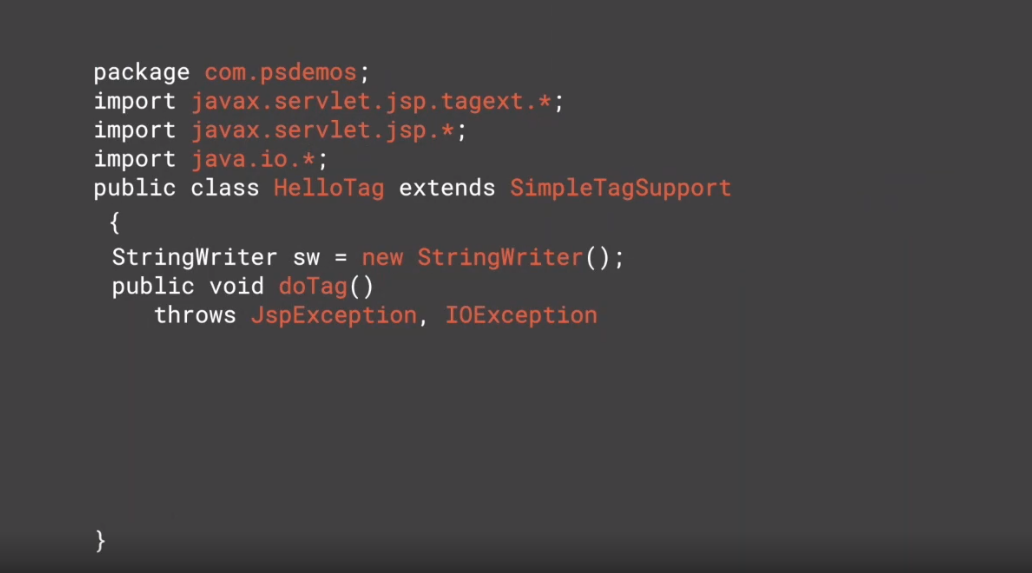 package com.psdemos;
import javax.servlet.jsp.tagext.*;
import javax.servlet.jsp.*;
import java.io.*;
public class HelloTag extends SimpleTagSupport
{
StringWriter sw = new StringWriter();
public void doTag()
throws JspException, IOException
}